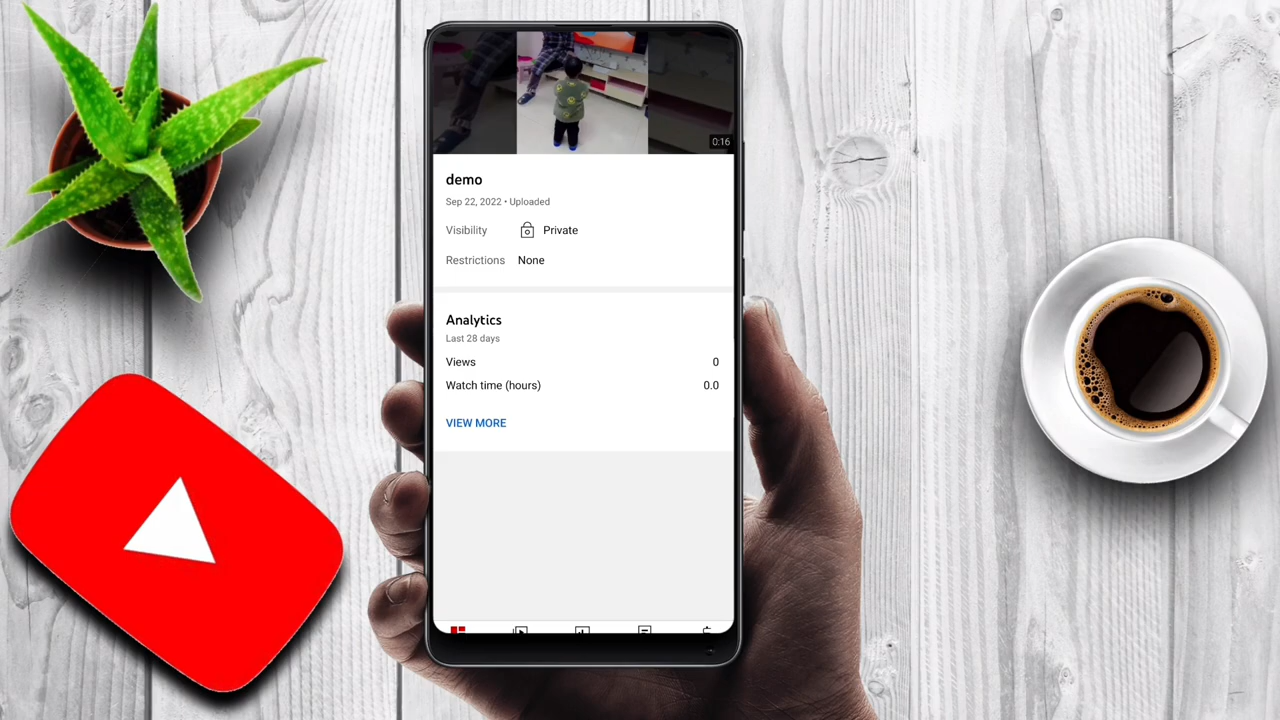 0:16
demo
Sep 22, 2022 • Uploaded
Visibility Private
Restrictions None
Analytics
Last 28 days
Views 0
Watch time (hours) 0.0
VIEW MORE